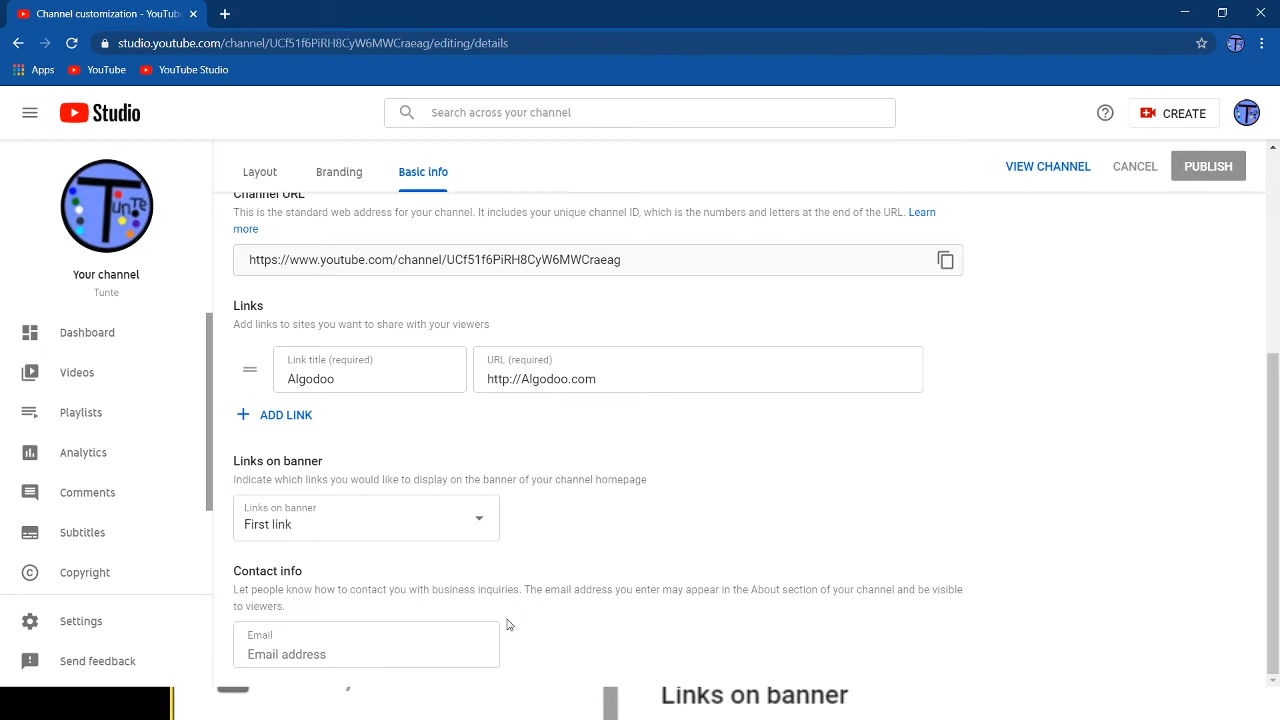 Channel customization - YouTub
studio.youtube.com/channel/UCf51f6PiRH8CyW6MWCraeag/editing/details
Apps YouTube YouTube Studio
Studio
Search across your channel
CREATE
Tunte
Your channel
Tunte
Dashboard
Videos
Playlists
Analytics
Comments
Subtitles
Copyright
Settings
Send feedback
Layout Branding Basic info
VIEW CHANNEL CANCEL PUBLISH
Channel URL
This is the standard web address for your channel. It includes your unique channel ID, which is the numbers and letters at the end of the URL. Learn
more
https://www.youtube.com/channel/UCf51f6PiRH8CyW6MWCraeag
Links
Add links to sites you want to share with your viewers
Link title (required)
Algodoo
URL (required)
http://Algodoo.com
ADD LINK
Links on banner
Indicate which links you would like to display on the banner of your channel homepage
Links on banner
First link
Contact info
Let people know how to contact you with business inquiries. The email address you enter may appear in the About section of your channel and be visible
to viewers.
Email
Email address
Links on banner